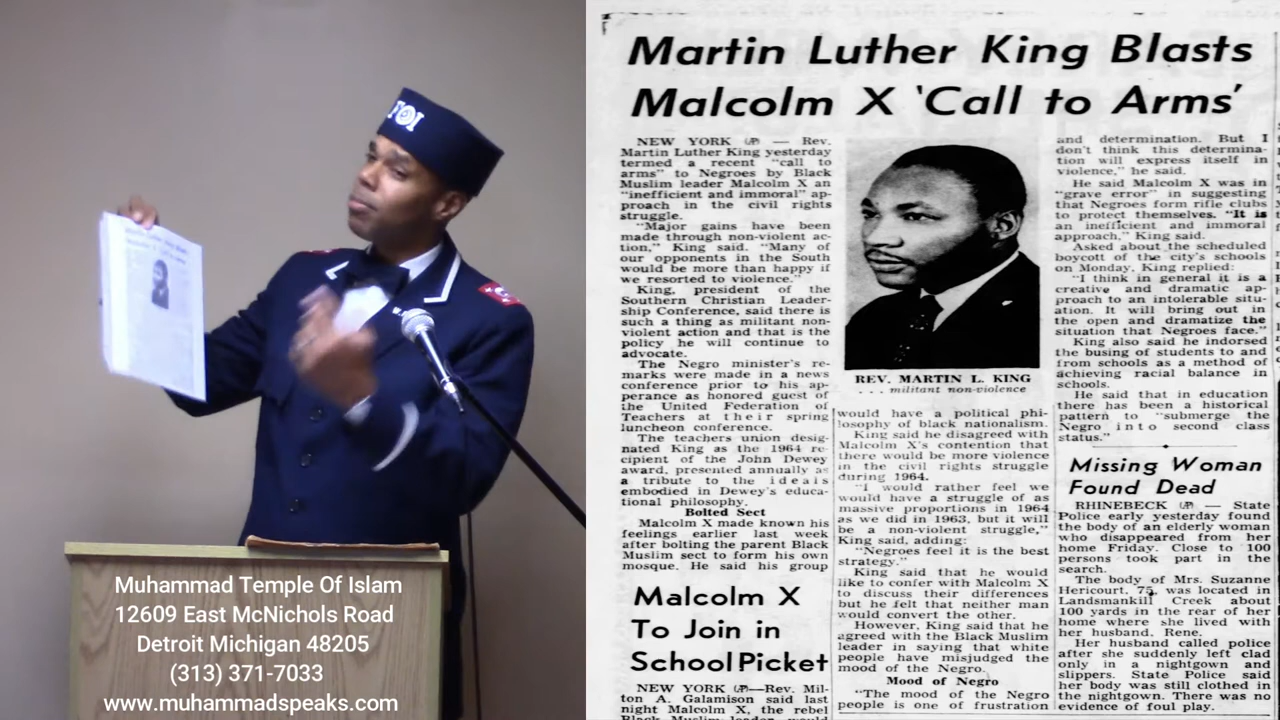 FOI
Muhammad Temple Of Islam
12609 East McNichols Road
Detroit Michigan 48205
(313) 371-7033
www.muhammadspeaks.com
Martin Luther King Blasts
Malcolm X 'Call to Arms'
NEW YORK (AP) — Rev.
Martin Luther King yesterday
termed a recent "call to
arms" to Negroes by Black
Muslim leader Malcolm X an
"inefficient and immoral" ap-
proach in the civil rights
struggle.
"Major gains have been
made through non-violent ac-
tion," King said. "Many of
our opponents in the South
would be more than happy if
we resorted to violence."
King, president of the
Southern Christian Leader-
ship Conference, said there is
such a thing as militant non-
violent action and that is the
policy he will continue to
advocate.
The Negro minister's re-
marks were made in a news
conference prior to his ap-
perance as honored guest of
the United Federation of
Teachers at their spring
luncheon conference.
The teachers union desig-
nated King as the 1964 re-
cipient of the John Dewey
award, presented annually as
a tribute to the ideals
embodied in Dewey's educa-
tional philosophy.
Bolted Sect
Malcolm X made known his
feelings earlier last week
after bolting the parent Black
Muslim sect to form his own
mosque. He said his group
Malcolm X
To Join in
School Picket
NEW YORK (AP)—Rev. Mil-
ton A. Galamison said last
night Malcolm X, the rebel
Black Muslim leader, would
REV. MARTIN L. KING
. . . militant non-violence
would have a political phi-
losophy of black nationalism.
King said he disagreed with
Malcolm X's contention that
there would be more violence
in the civil rights struggle
during 1964.
"I would rather feel we
would have a struggle of as
massive proportions in 1964
as we did in 1963, but it will
be a non-violent struggle,"
King said, adding:
"Negroes feel it is the best
strategy."
King said that he would
like to confer with Malcolm X
to discuss their differences
but he felt that neither man
would convert the other.
However, King said that he
agreed with the Black Muslim
leader in saying that white
people have misjudged the
mood of the Negro.
Mood of Negro
"The mood of the Negro
people is one of frustration
and determination. But I
don't think this determina-
tion will express itself in
violence," he said.
He said Malcolm X was in
"grave error" in suggesting
that Negroes form rifle clubs
to protect themselves. "It is
an inefficient and immoral
approach," King said.
Asked about the scheduled
boycott of the city's schools
on Monday, King replied:
"I think in general it is a
creative and dramatic ap-
proach to an intolerable situ-
ation. It will bring out in
the open and dramatize the
situation that Negroes face."
King also said he indorsed
the busing of students to and
from schools as a method of
achieving racial balance in
schools.
He said that in education
there has been a historical
pattern to "submerge the
Negro into second class
status."
Missing Woman
Found Dead
RHINEBECK (AP) — State
Police early yesterday found
the body of an elderly woman
who disappeared from her
home Friday. Close to 100
persons took part in the
search.
The body of Mrs. Suzanne
Hericourt, 75, was located in
Landsmankill Creek about
100 yards in the rear of her
home where she lived with
her husband, Rene.
Her husband called police
after she suddenly left clad
only in a nightgown and
slippers. State Police said
her body was still clothed in
the nightgown. There was no
evidence of foul play.